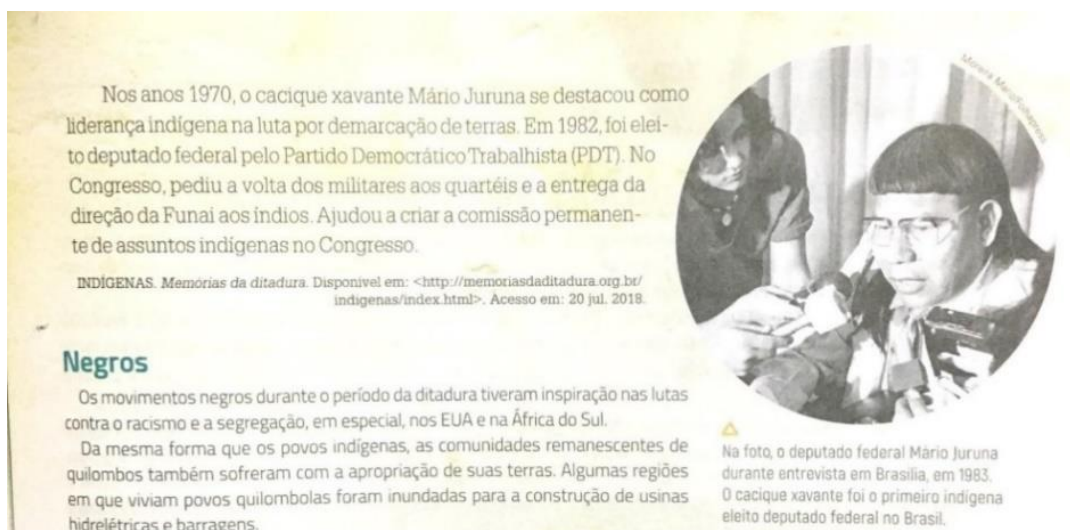 Nos anos 1970, o cacique xavante Mário Juruna se destacou como
liderança indígena na luta por demarcação de terras. Em 1982, foi elei-
to deputado federal pelo Partido Democrático Trabalhista (PDT). No
Congresso, pediu a volta dos militares aos quartéis e a entrega da
direção da Funai aos índios. Ajudou a criar a comissão permanen-
te de assuntos indígenas no Congresso.
INDÍGENAS. Memórias da ditadura. Disponível em: <http://memoriasdaditadura.org.br/
indigenas/index.html>. Acesso em: 20 jul. 2018.
Negros
Os movimentos negros durante o período da ditadura tiveram inspiração nas lutas
contra o racismo e a segregação, em especial, nos EUA e na África do Sul.
Da mesma forma que os povos indígenas, as comunidades remanescentes de
quilombos também sofreram com a apropriação de suas terras. Algumas regiões
em que viviam povos quilombolas foram inundadas para a construção de usinas
hidrelétricas e barragens.
Moreira Mariz/Folhapress
Na foto, o deputado federal Mário Juruna
durante entrevista em Brasília, em 1983.
O cacique xavante foi o primeiro indígena
eleito deputado federal no Brasil.